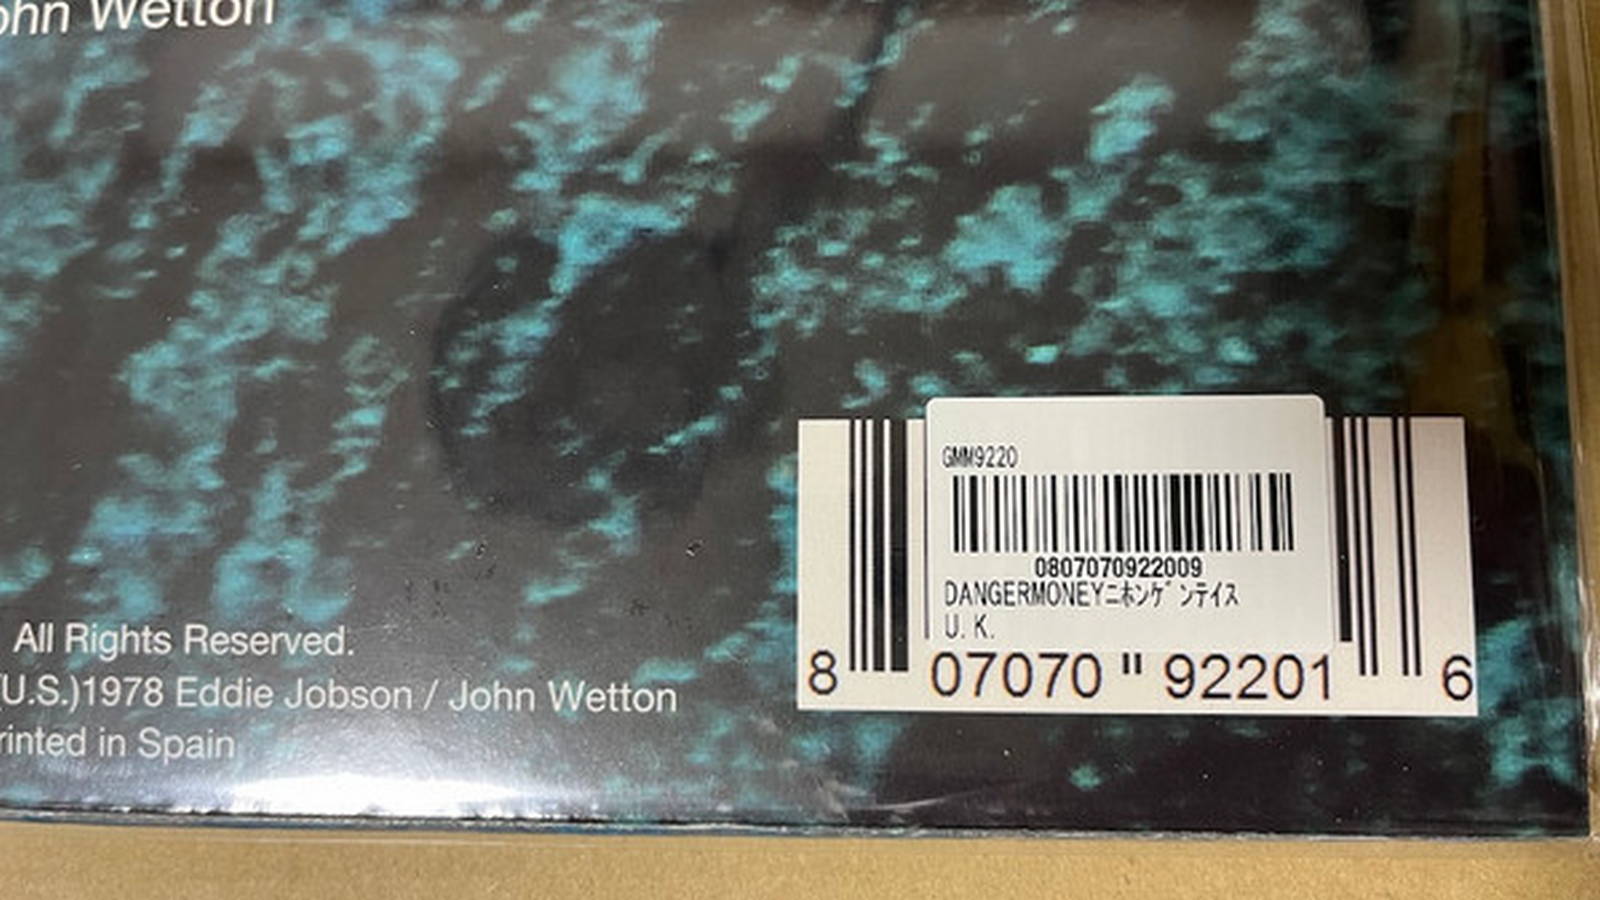 ohn Wetton
All Rights Reserved.
(U.S.)1978 Eddie Jobson / John Wetton
rinted in Spain
GMM9220
0807070922009
DANGERMONEYﾆﾎﾝｹﾞﾝﾃｲｽ
U. K.
8 07070 " 92201 6